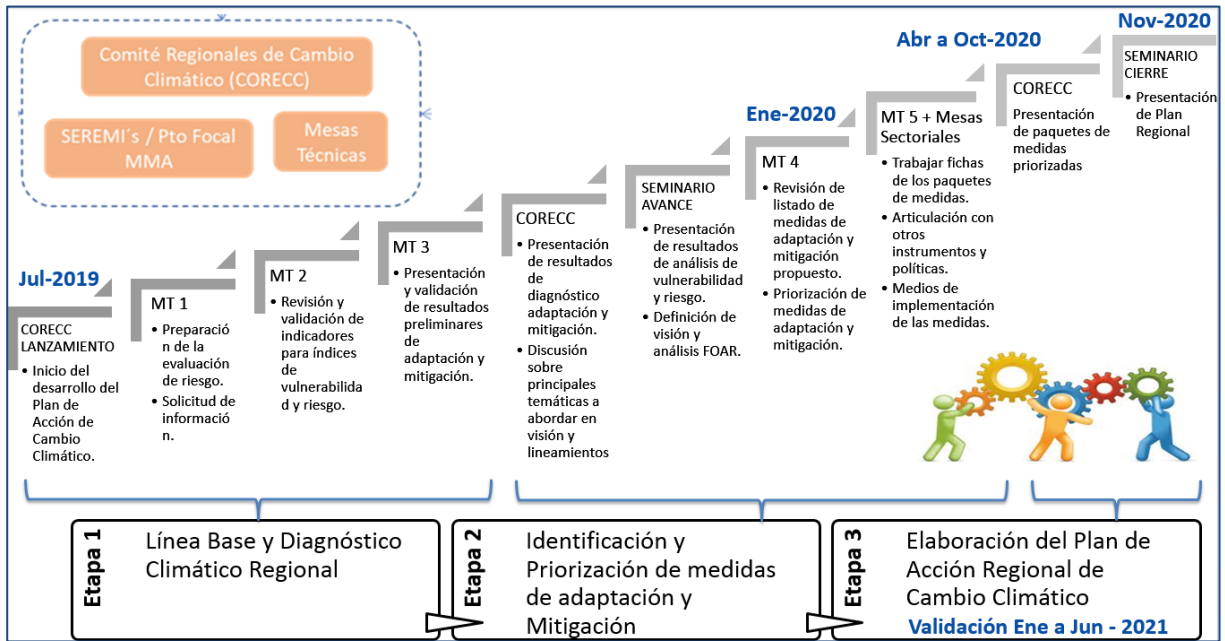 Comité Regionales de Cambio
Climático (CORECC)
SEREMI´s / Pto Focal
MMA
Mesas
Técnicas
Jul-2019
CORECC
LANZAMIENTO
• Inicio del
desarrollo del
Plan de
Acción de
Cambio
Climático.
MT 1
• Preparació
n de la
evaluación
de riesgo.
• Solicitud de
informació
n.
MT 2
• Revisión y
validación de
indicadores
para índices
de
vulnerabilida
d y riesgo.
MT 3
• Presentación
y validación
de resultados
preliminares
de
adaptación y
mitigación.
CORECC
• Presentación
de resultados
de
diagnóstico
adaptación y
mitigación.
• Discusión
sobre
principales
temáticas a
abordar en
visión y
lineamientos
SEMINARIO
AVANCE
• Presentación
de resultados
de análisis de
vulnerabilidad
y riesgo.
• Definición de
visión y
análisis FOAR.
Ene-2020
MT 4
• Revisión de
listado de
medidas de
adaptación y
mitigación
propuesto.
• Priorización de
medidas de
adaptación y
mitigación.
Abr a Oct-2020
MT 5 + Mesas
Sectoriales
• Trabajar fichas
de los paquetes
de medidas.
• Articulación con
otros
instrumentos y
políticas.
• Medios de
implementación
de las medidas.
CORECC
Presentación
de paquetes de
medidas
priorizadas
Nov-2020
SEMINARIO
CIERRE
• Presentación
de Plan
Regional
Etapa 1
Línea Base y Diagnóstico
Climático Regional
Etapa 2
Identificación y
Priorización de medidas
de adaptación y
Mitigación
Etapa 3
Elaboración del Plan de
Acción Regional de
Cambio Climático
Validación Ene a Jun - 2021